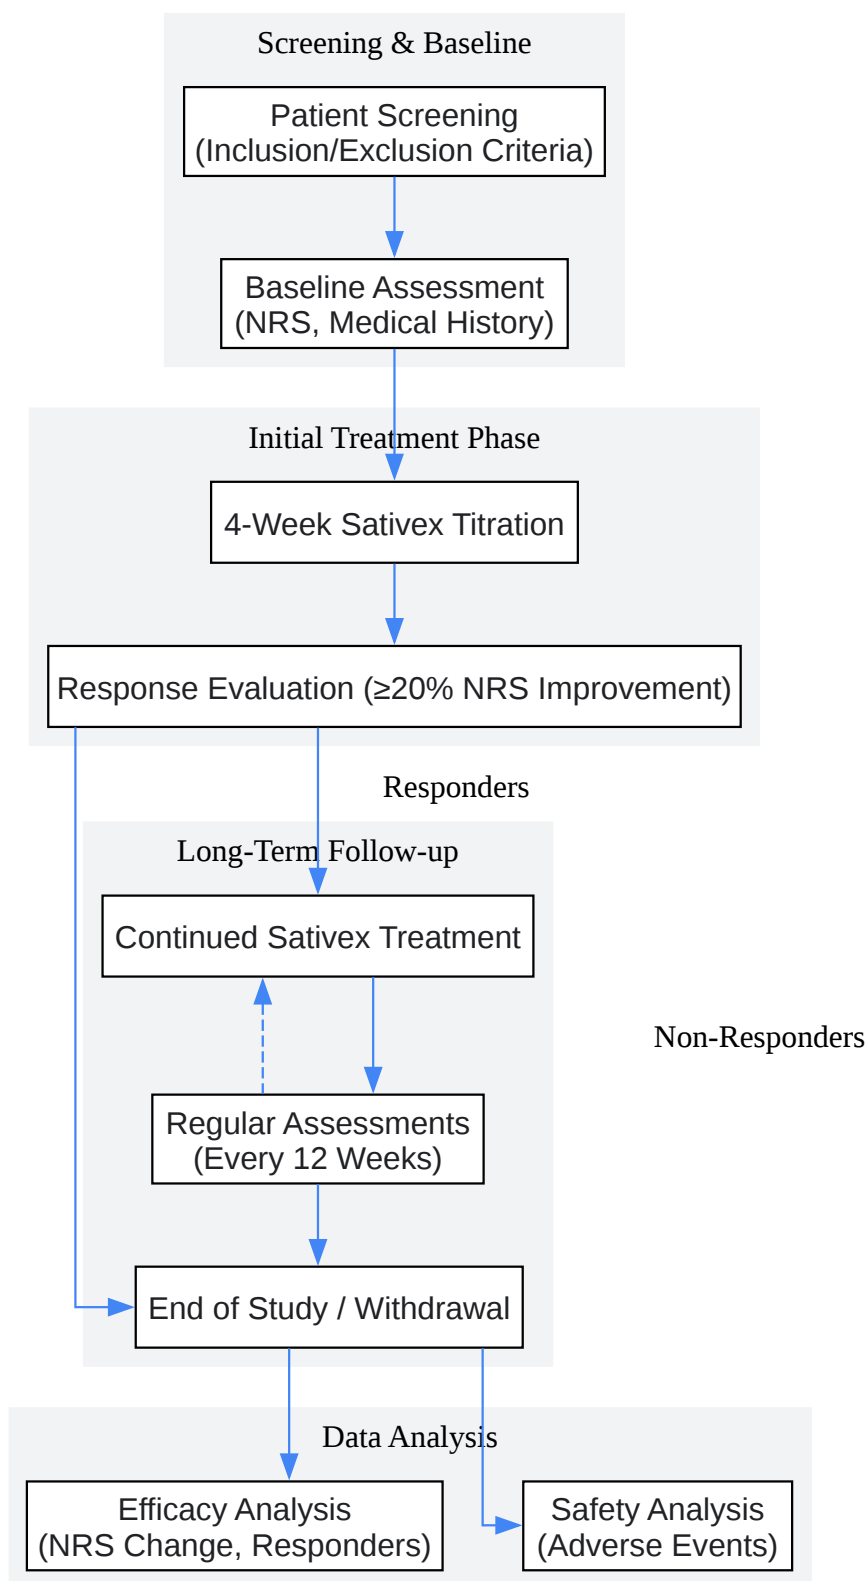 Screening & Baseline
Patient Screening
(Inclusion/Exclusion Criteria)
Baseline Assessment
(NRS, Medical History)
Initial Treatment Phase
4-Week Sativex Titration
Response Evaluation (≥20% NRS Improvement)
Responders
Long-Term Follow-up
Continued Sativex Treatment
Non-Responders
Regular Assessments
(Every 12 Weeks)
End of Study / Withdrawal
Data Analysis
Efficacy Analysis
(NRS Change, Responders)
Safety Analysis
(Adverse Events)